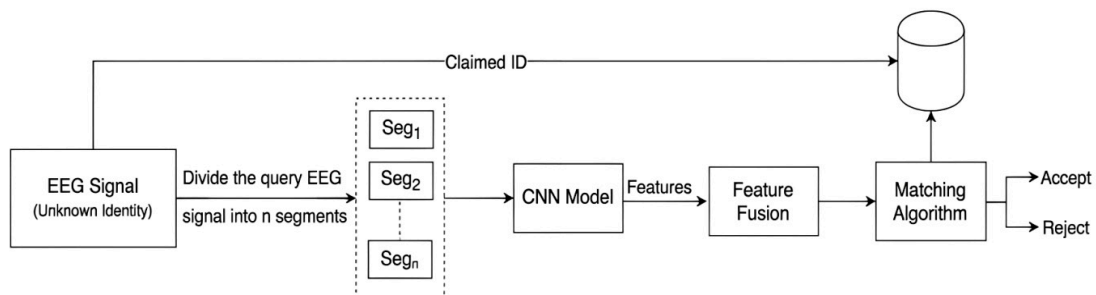 Claimed ID
EEG Signal
(Unknown Identity)
Divide the query EEG
signal into n segments
Seg1
Seg2
Segn
CNN Model
Features
Feature
Fusion
Matching
Algorithm
Accept
Reject